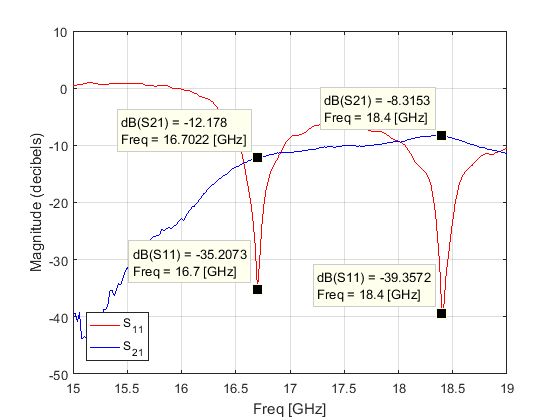 10
0
-10
-20
-30
-40
-50
Magnitude (decibels)
dB(S21) = -12.178
Freq = 16.7022 [GHz]
dB(S21) = -8.3153
Freq = 18.4 [GHz]
dB(S11) = -35.2073
Freq = 16.7 [GHz]
dB(S11) = -39.3572
Freq = 18.4 [GHz]
S11
S21
15 15.5 16 16.5 17 17.5 18 18.5 19
Freq [GHz]